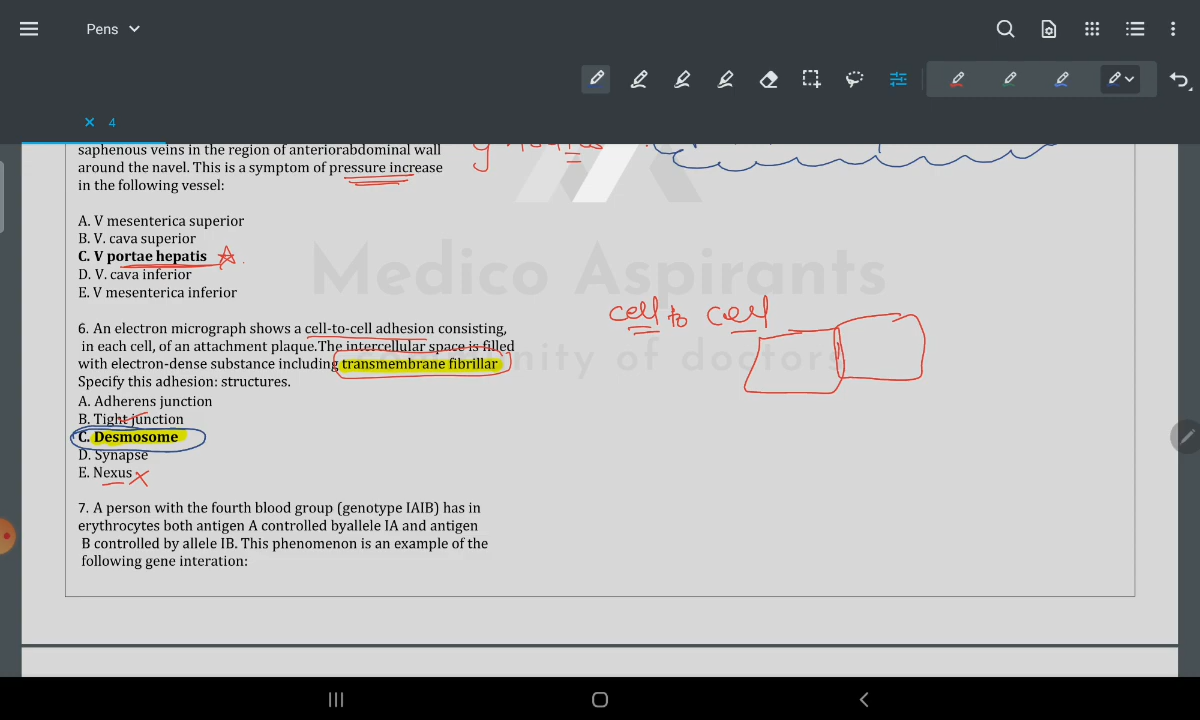 Pens
4
saphenous veins in the region of anteriorabdominal wall
around the navel. This is a symptom of pressure increase
in the following vessel:
A. V mesenterica superior
B. V. cava superior
C. V portae hepatis
D. V. cava inferior
E. V mesenterica inferior
Medico Aspirants
community of doctors
cell to cell
6. An electron micrograph shows a cell-to-cell adhesion consisting,
in each cell, of an attachment plaque.The intercellular space is filled
with electron-dense substance including transmembrane fibrillar
Specify this adhesion: structures.
A. Adherens junction
B. Tight junction
C. Desmosome
D. Synapse
E. Nexus
7. A person with the fourth blood group (genotype IAIB) has in
erythrocytes both antigen A controlled byallele IA and antigen
B controlled by allele IB. This phenomenon is an example of the
following gene interation: